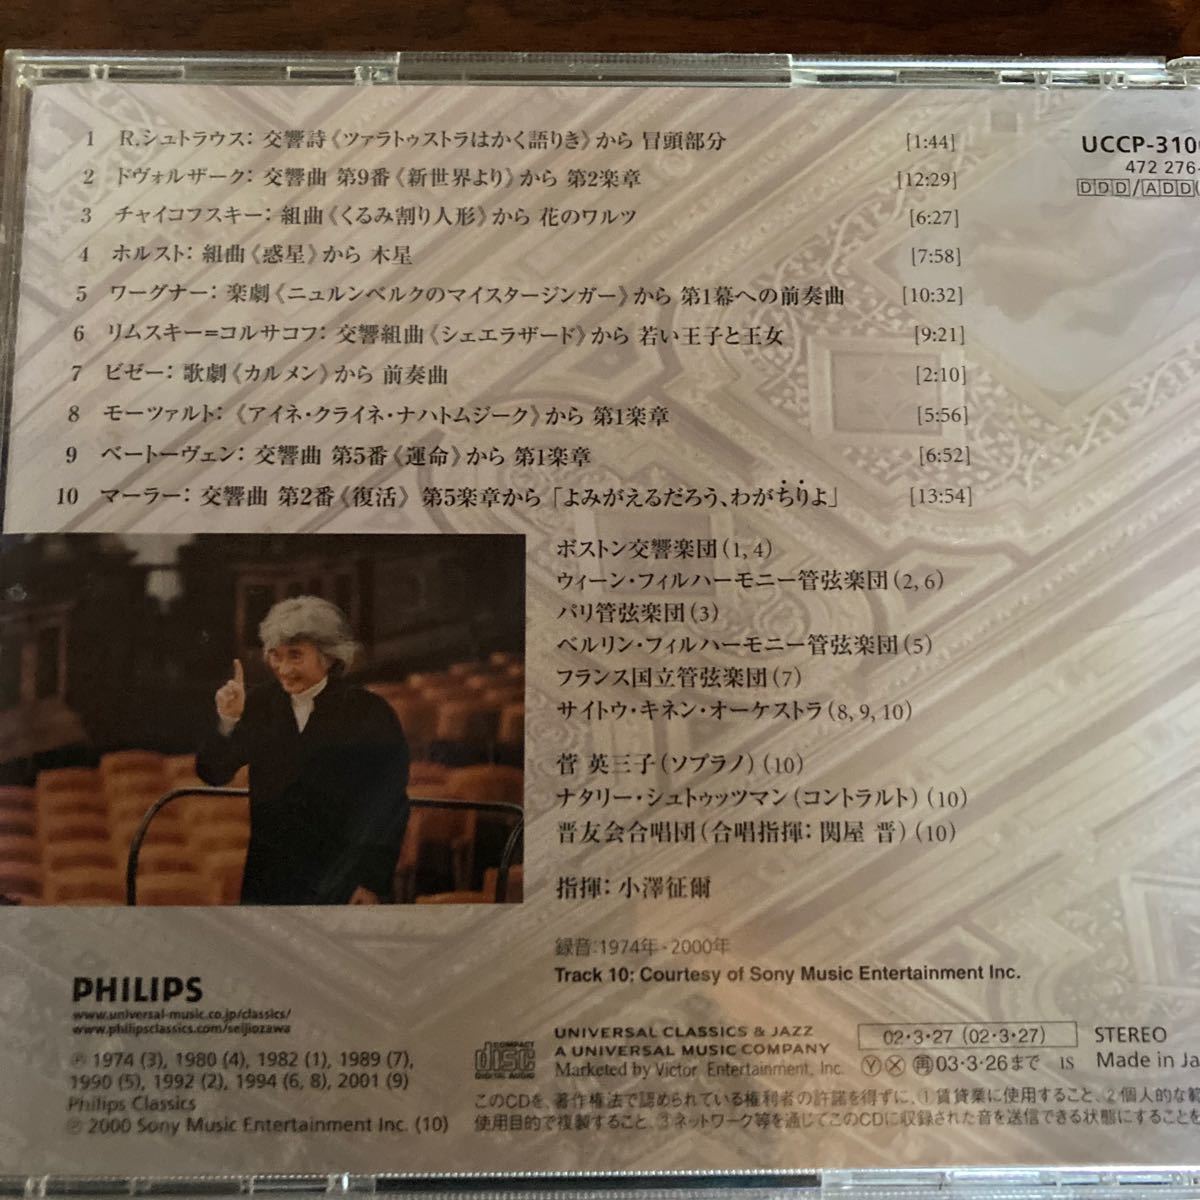 1 R.シュトラウス: 交響詩《ツァラトゥストラはかく語りき》から 冒頭部分 [1:44]
2 ドヴォルザーク: 交響曲 第9番《新世界より》から 第2楽章 [12:29]
3 チャイコフスキー: 組曲《くるみ割り人形》から 花のワルツ [6:27]
4 ホルスト: 組曲《惑星》から 木星 [7:58]
5 ワーグナー: 楽劇《ニュルンベルクのマイスタージンガー》から 第1幕への前奏曲 [10:32]
6 リムスキー=コルサコフ: 交響組曲《シェエラザード》から 若い王子と王女 [9:21]
7 ビゼー: 歌劇《カルメン》から 前奏曲 [2:10]
8 モーツァルト:《アイネ・クライネ・ナハトムジーク》から 第1楽章 [5:56]
9 ベートーヴェン: 交響曲 第5番《運命》から 第1楽章 [6:52]
10 マーラー: 交響曲 第2番《復活》 第5楽章から「よみがえるだろう、わがちりよ」 [13:54]
UCCP-310
472 276-
DDD/ADD
ボストン交響楽団(1, 4)
ウィーン・フィルハーモニー管弦楽団(2, 6)
パリ管弦楽団(3)
ベルリン・フィルハーモニー管弦楽団(5)
フランス国立管弦楽団(7)
サイトウ・キネン・オーケストラ(8, 9, 10)
菅 英三子(ソプラノ)(10)
ナタリー・シュトゥッツマン(コントラルト)(10)
晋友会合唱団(合唱指揮: 関屋 晋)(10)
指揮: 小澤征爾
録音:1974年-2000年
Track 10: Courtesy of Sony Music Entertainment Inc.
PHILIPS
www.universal-music.co.jp/classics/
www.philipsclassics.com/seijiozawa
℗ 1974 (3), 1980 (4), 1982 (1), 1989 (7),
1990 (5), 1992 (2), 1994 (6, 8), 2001 (9)
Philips Classics
℗ 2000 Sony Music Entertainment Inc. (10)
COMPACT
disc
DIGITAL AUDIO
UNIVERSAL CLASSICS & JAZZ
A UNIVERSAL MUSIC COMPANY
Marketed by Victor Entertainment, Inc.
02・3・27 (02・3・27)
Ⓨ Ⓧ 再 03・3・26まで IS
STEREO
Made in Ja
このCDを、著作権法で認められている権利者の許諾を得ずに、①賃貸業に使用すること、②個人的な範
使用目的で複製すること、③ネットワーク等を通じてこのCDに収録された音を送信できる状態にすることを